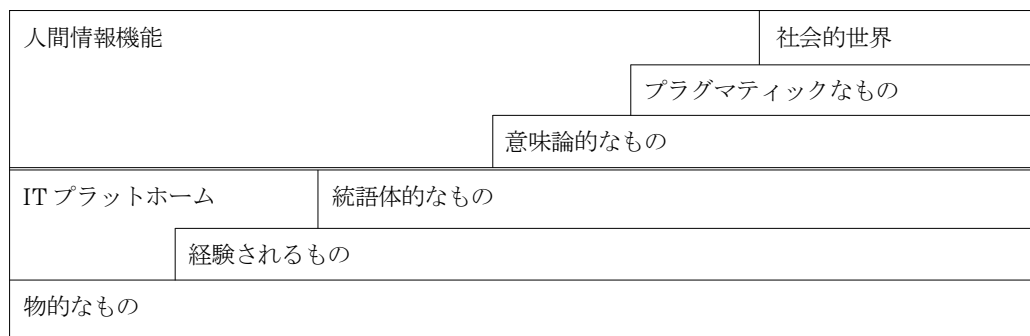 人間情報機能
社会的世界
プラグマティックなもの
意味論的なもの
IT プラットホーム
統語体的なもの
経験されるもの
物的なもの